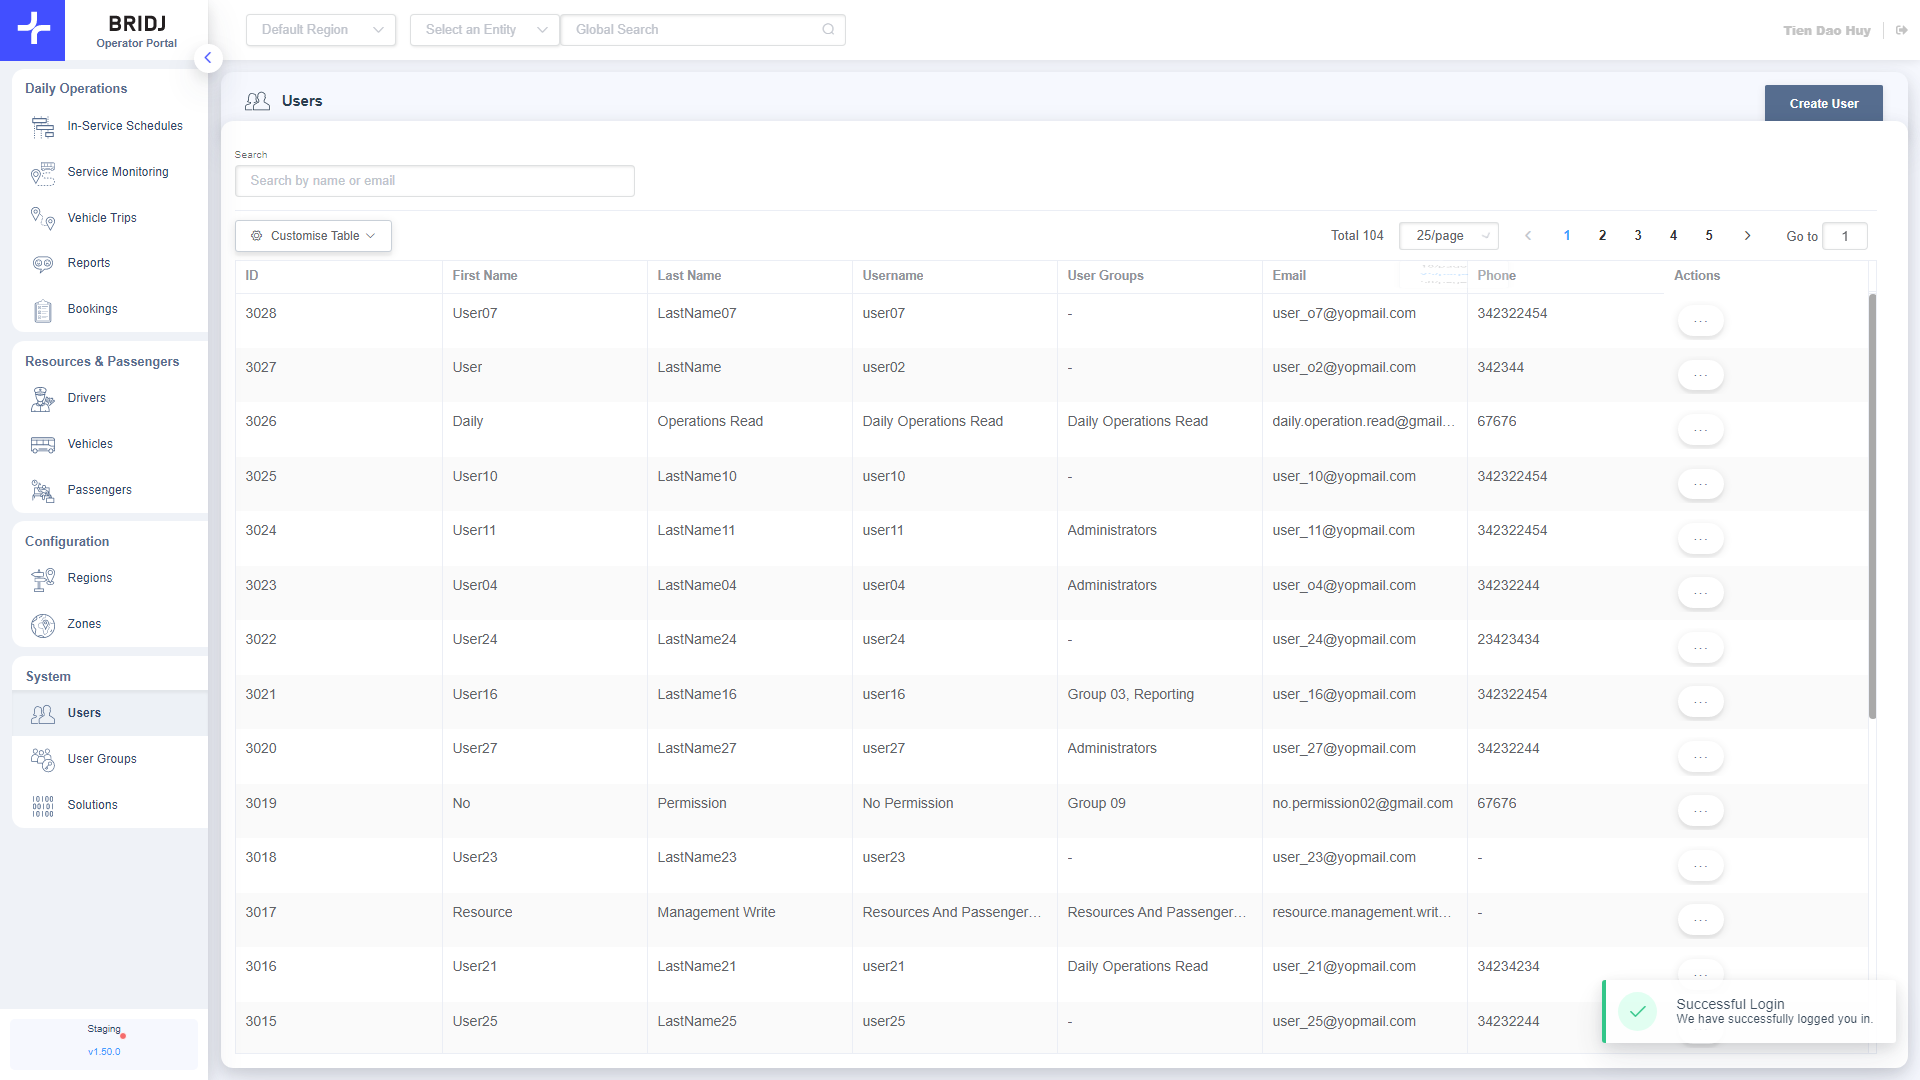 BRIDJ
Operator Portal
Default Region
Select an Entity
Global Search
Tien Dao Huy
Daily Operations
In-Service Schedules
Service Monitoring
Vehicle Trips
Reports
Bookings
Resources & Passengers
Drivers
Vehicles
Passengers
Configuration
Regions
Zones
System
Users
User Groups
10100
00101
10100
Solutions
Staging
v1.50.0
Users
Create User
Search
Search by name or email
Customise Table
Total 104
25/page
1 2 3 4 5
Go to 1
ID First Name Last Name Username User Groups Email Phone Actions
3028 User07 LastName07 user07 - user_o7@yopmail.com 342322454 ...
3027 User LastName user02 - user_o2@yopmail.com 342344 ...
3026 Daily Operations Read Daily Operations Read Daily Operations Read daily.operation.read@gmail... 67676 ...
3025 User10 LastName10 user10 - user_10@yopmail.com 342322454 ...
3024 User11 LastName11 user11 Administrators user_11@yopmail.com 342322454 ...
3023 User04 LastName04 user04 Administrators user_o4@yopmail.com 34232244 ...
3022 User24 LastName24 user24 - user_24@yopmail.com 23423434 ...
3021 User16 LastName16 user16 Group 03, Reporting user_16@yopmail.com 342322454 ...
3020 User27 LastName27 user27 Administrators user_27@yopmail.com 34232244 ...
3019 No Permission No Permission Group 09 no.permission02@gmail.com 67676 ...
3018 User23 LastName23 user23 - user_23@yopmail.com - ...
3017 Resource Management Write Resources And Passenger... Resources And Passenger... resource.management.writ... - ...
3016 User21 LastName21 user21 Daily Operations Read user_21@yopmail.com 34234234 ...
3015 User25 LastName25 user25 - user_25@yopmail.com 34232244
Successful Login
We have successfully logged you in.